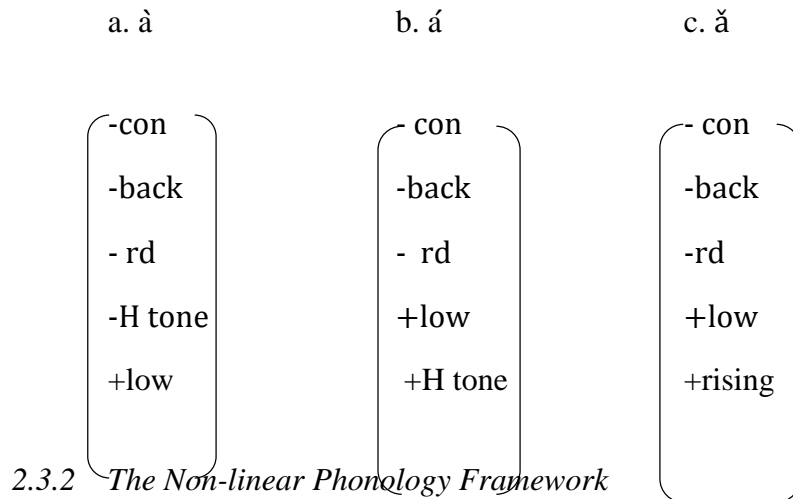 a. à b. á c. ǎ
-con - con - con
-back -back -back
- rd - rd -rd
-H tone +low +low
+low +H tone +rising
2.3.2 The Non-linear Phonology Framework